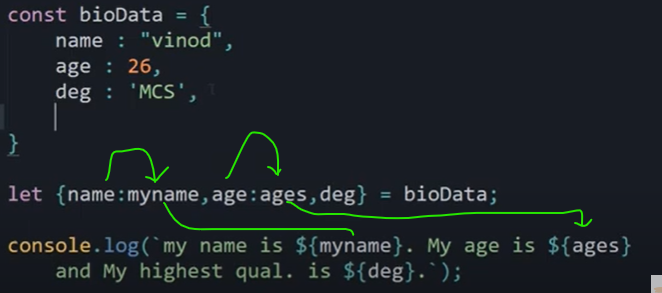 const bioData = {
name : "vinod",
age : 26,
deg : 'MCS',
}
let {name:myname,age:ages,deg} = bioData;
console.log(`my name is ${myname}. My age is ${ages}
and My highest qual. is ${deg}.`);